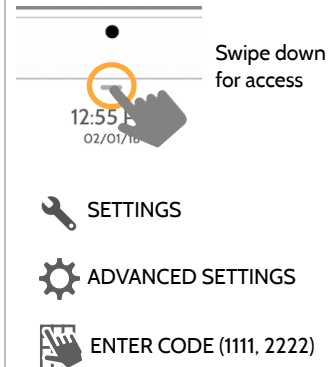 Swipe down
for access
12:55
02/01/16
SETTINGS
ADVANCED SETTINGS
ENTER CODE (1111, 2222)